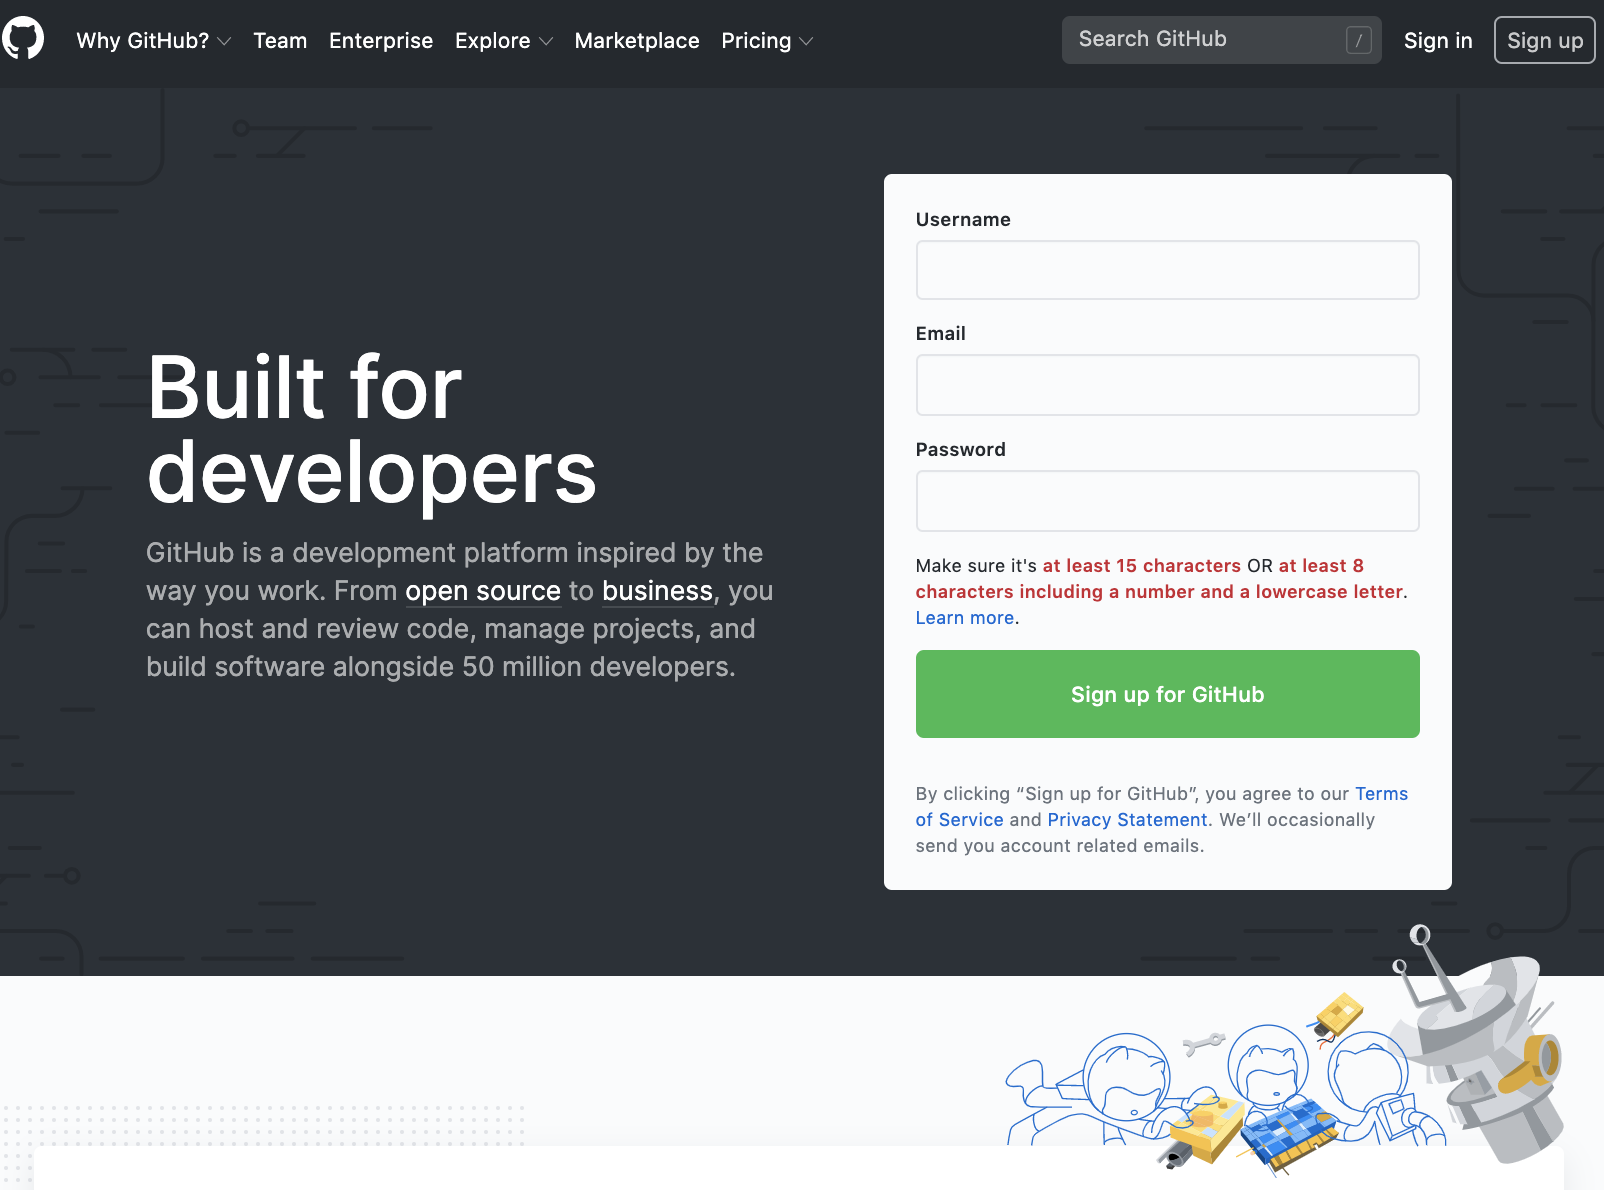 Why GitHub? Team Enterprise Explore Marketplace Pricing Search GitHub / Sign in Sign up
Built for
developers
GitHub is a development platform inspired by the
way you work. From open source to business, you
can host and review code, manage projects, and
build software alongside 50 million developers.
Username
Email
Password
Make sure it's at least 15 characters OR at least 8
characters including a number and a lowercase letter.
Learn more.
Sign up for GitHub
By clicking “Sign up for GitHub”, you agree to our Terms
of Service and Privacy Statement. We’ll occasionally
send you account related emails.